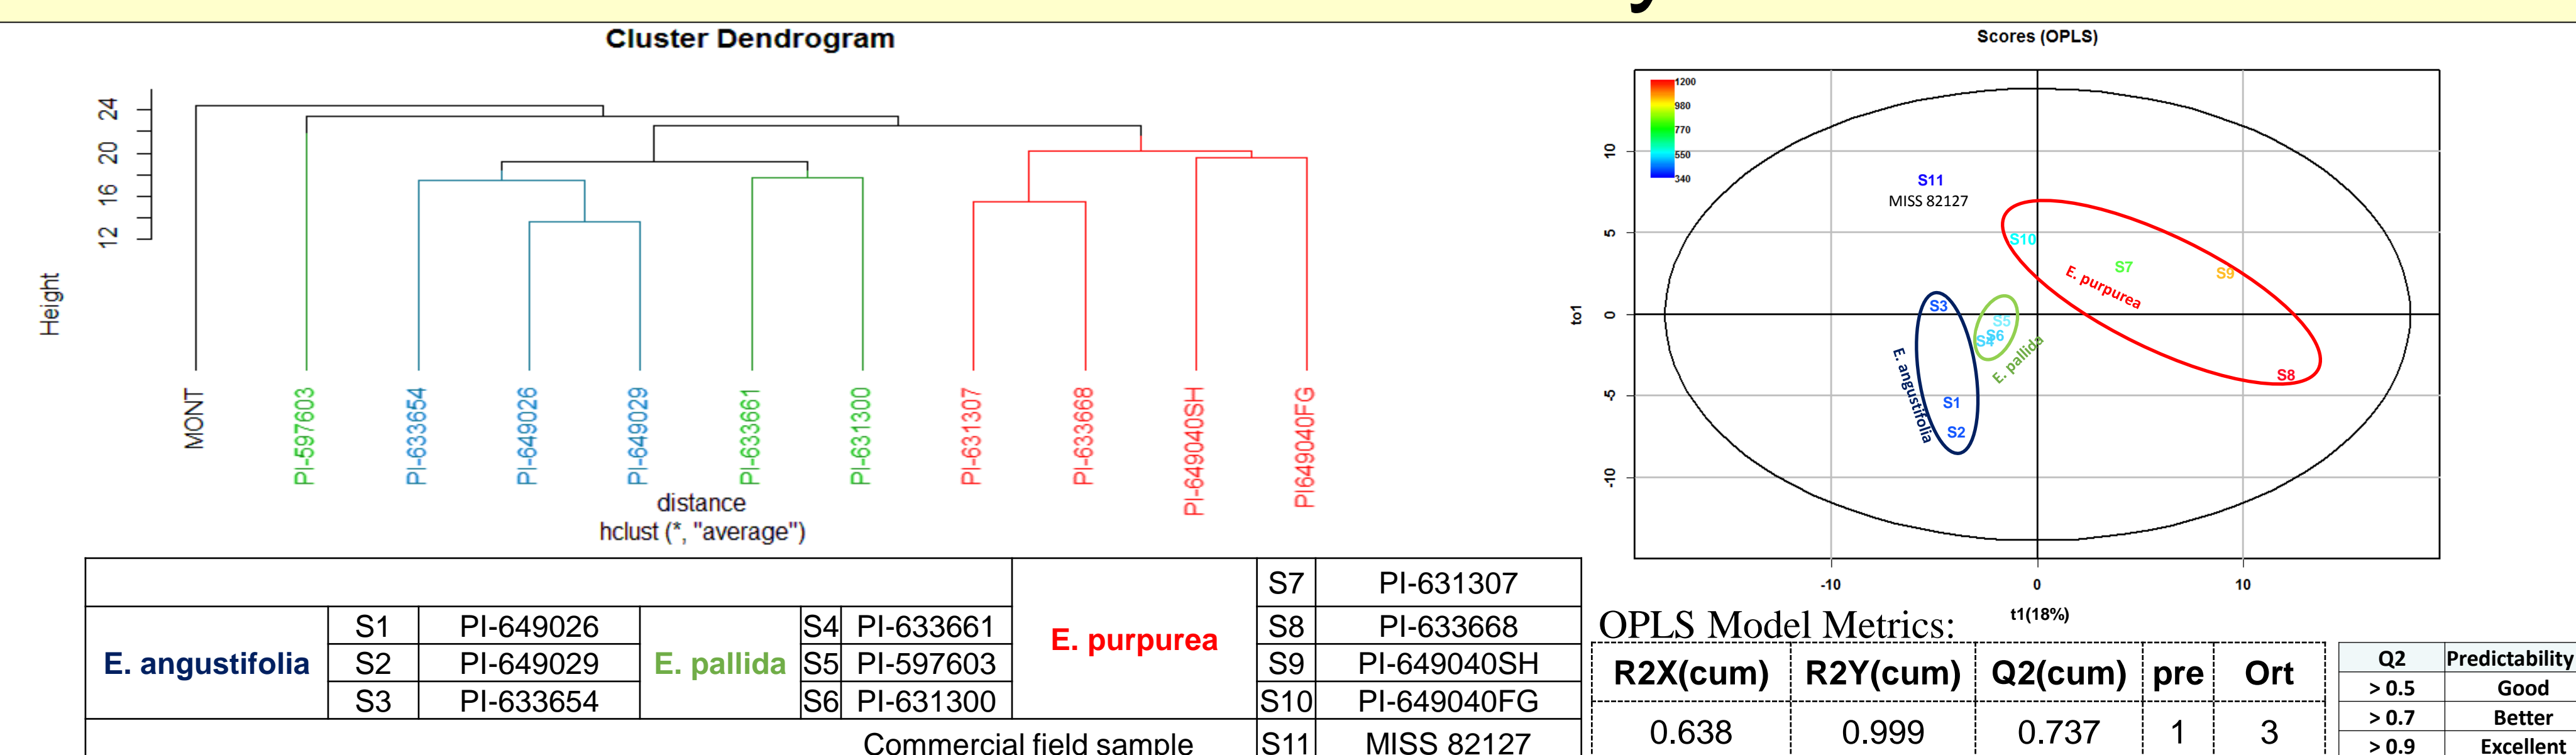 Cluster Dendrogram
Height
24
20
16
12
MONT
PI-597603
PI-633654
PI-649026
PI-649029
PI-633661
PI-631300
PI-631307
PI-633668
PI-649040SH
PI649040FG
distance
hclust (*, "average")
Scores (OPLS)
1200
980
770
550
340
to1
10
5
0
-5
-10
S11
MISS 82127
S10
S7
S9
E. purpurea
S8
S3
S5
S6
S4
E. pallida
S1
S2
E. angustifolia
-10
0
10
t1(18%)
S7 PI-631307
S1 PI-649026 S4 PI-633661 S8 PI-633668
E. angustifolia S2 PI-649029 E. pallida S5 PI-597603 E. purpurea S9 PI-649040SH
S3 PI-633654 S6 PI-631300 S10 PI-649040FG
Commercial field sample S11 MISS 82127
OPLS Model Metrics:
R2X(cum) R2Y(cum) Q2(cum) pre Ort
0.638 0.999 0.737 1 3
Q2 Predictability
> 0.5 Good
> 0.7 Better
> 0.9 Excellent